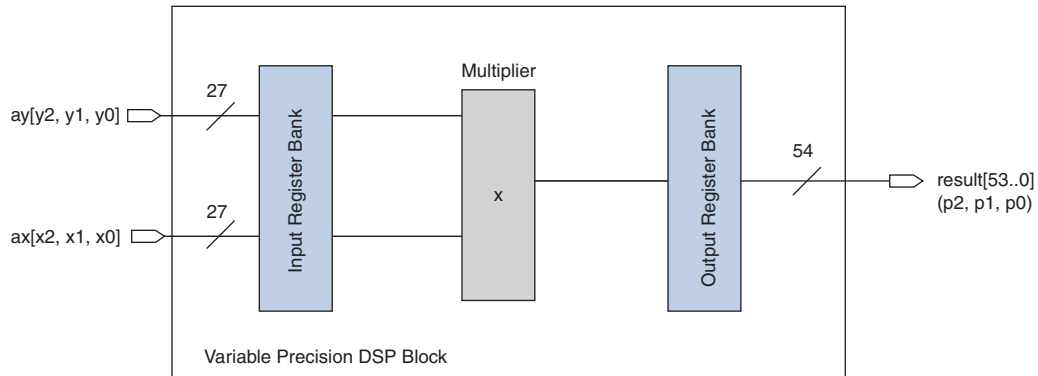 Multiplier
27
ay[y2, y1, y0]
Input Register Bank
x
Output Register Bank
54
result[53..0]
(p2, p1, p0)
27
ax[x2, x1, x0]
Variable Precision DSP Block